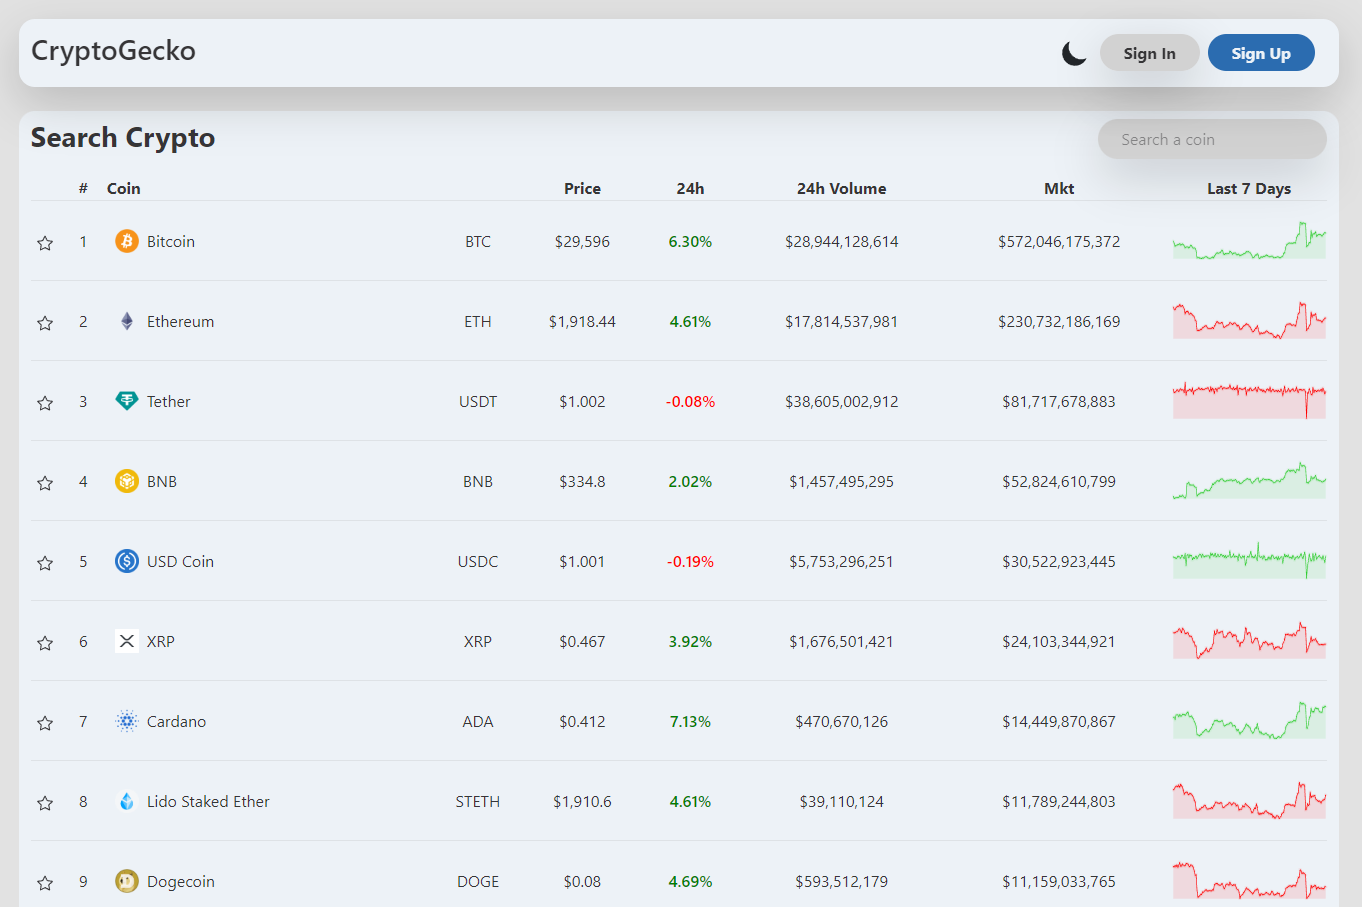 CryptoGecko
Sign In
Sign Up
Search Crypto
Search a coin
# Coin Price 24h 24h Volume Mkt Last 7 Days
1 Bitcoin BTC $29,596 6.30% $28,944,128,614 $572,046,175,372
2 Ethereum ETH $1,918.44 4.61% $17,814,537,981 $230,732,186,169
3 Tether USDT $1.002 -0.08% $38,605,002,912 $81,717,678,883
4 BNB BNB $334.8 2.02% $1,457,495,295 $52,824,610,799
5 USD Coin USDC $1.001 -0.19% $5,753,296,251 $30,522,923,445
6 XRP XRP $0.467 3.92% $1,676,501,421 $24,103,344,921
7 Cardano ADA $0.412 7.13% $470,670,126 $14,449,870,867
8 Lido Staked Ether STETH $1,910.6 4.61% $39,110,124 $11,789,244,803
9 Dogecoin DOGE $0.08 4.69% $593,512,179 $11,159,033,765